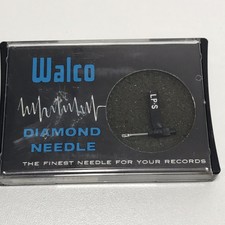 Walco
LPS
DIAMOND
NEEDLE
THE FINEST NEEDLE FOR YOUR RECORDS